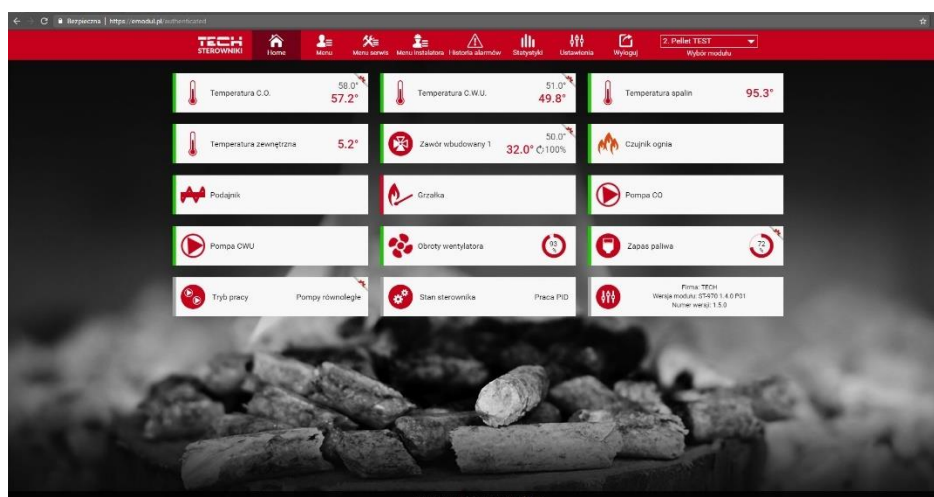 Bezpieczna | https://emodul.pl/authenticated
TECH
STEROWNIKI
Home
Menu
Menu serwis
Menu instalatora
Historia alarmów
Statystyki
Ustawienia
Wyloguj
2. Pellet TEST
Wybór modułu
Temperatura C.O.
58.0°
57.2°
Temperatura C.W.U.
51.0°
49.8°
Temperatura spalin
95.3°
Temperatura zewnętrzna
5.2°
Zawór wbudowany 1
50.0°
32.0° 100%
Czujnik ognia
Podajnik
Grzałka
Pompa CO
Pompa CWU
Obroty wentylatora
93
%
Zapas paliwa
72
%
Tryb pracy
Pompy równoległe
Stan sterownika
Praca PID
Firma: TECH
Wersja modułu: ST-970 1.4.0 P01
Numer wersji: 1.5.0